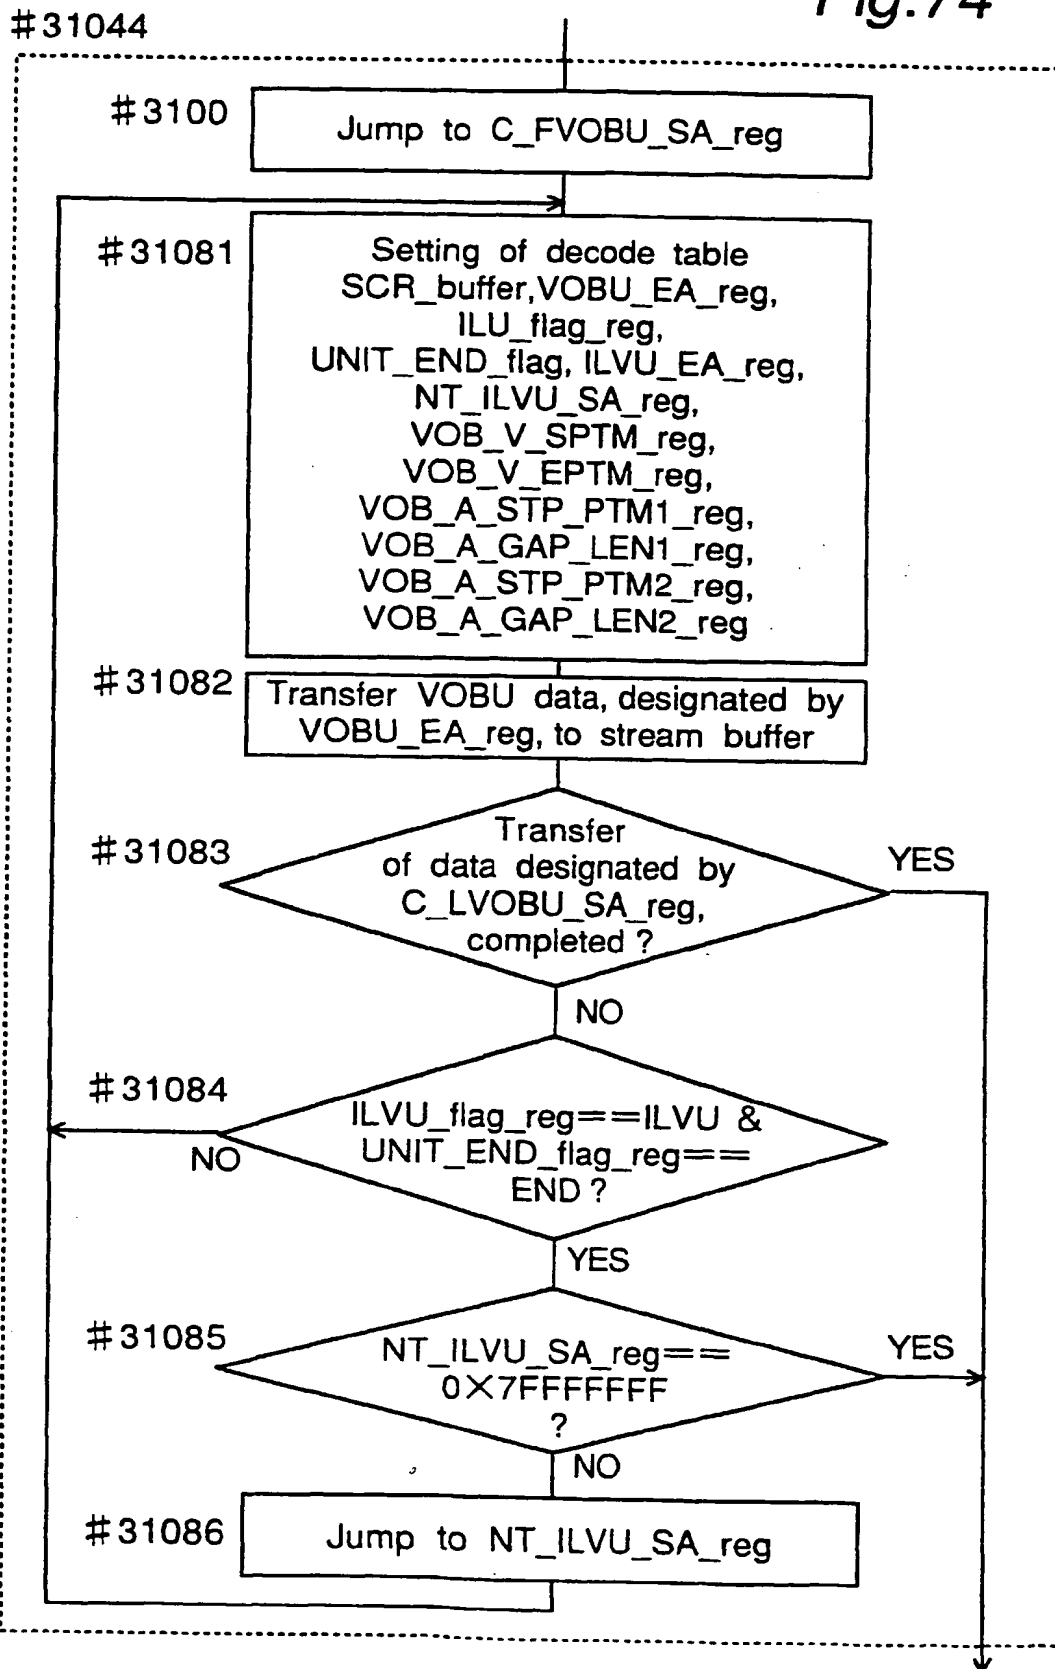 Fig.74
#31044
#3100
Jump to C_FVOBU_SA_reg
#31081
Setting of decode table
SCR_buffer,VOBU_EA_reg,
ILU_flag_reg,
UNIT_END_flag, ILVU_EA_reg,
NT_ILVU_SA_reg,
VOB_V_SPTM_reg,
VOB_V_EPTM_reg,
VOB_A_STP_PTM1_reg,
VOB_A_GAP_LEN1_reg,
VOB_A_STP_PTM2_reg,
VOB_A_GAP_LEN2_reg
#31082
Transfer VOBU data, designated by
VOBU_EA_reg, to stream buffer
#31083
Transfer
of data designated by
C_LVOBU_SA_reg,
completed ?
YES
NO
#31084
ILVU_flag_reg==ILVU &
UNIT_END_flag_reg==
END ?
NO
YES
#31085
NT_ILVU_SA_reg==
0X7FFFFFFF
?
YES
NO
#31086
Jump to NT_ILVU_SA_reg